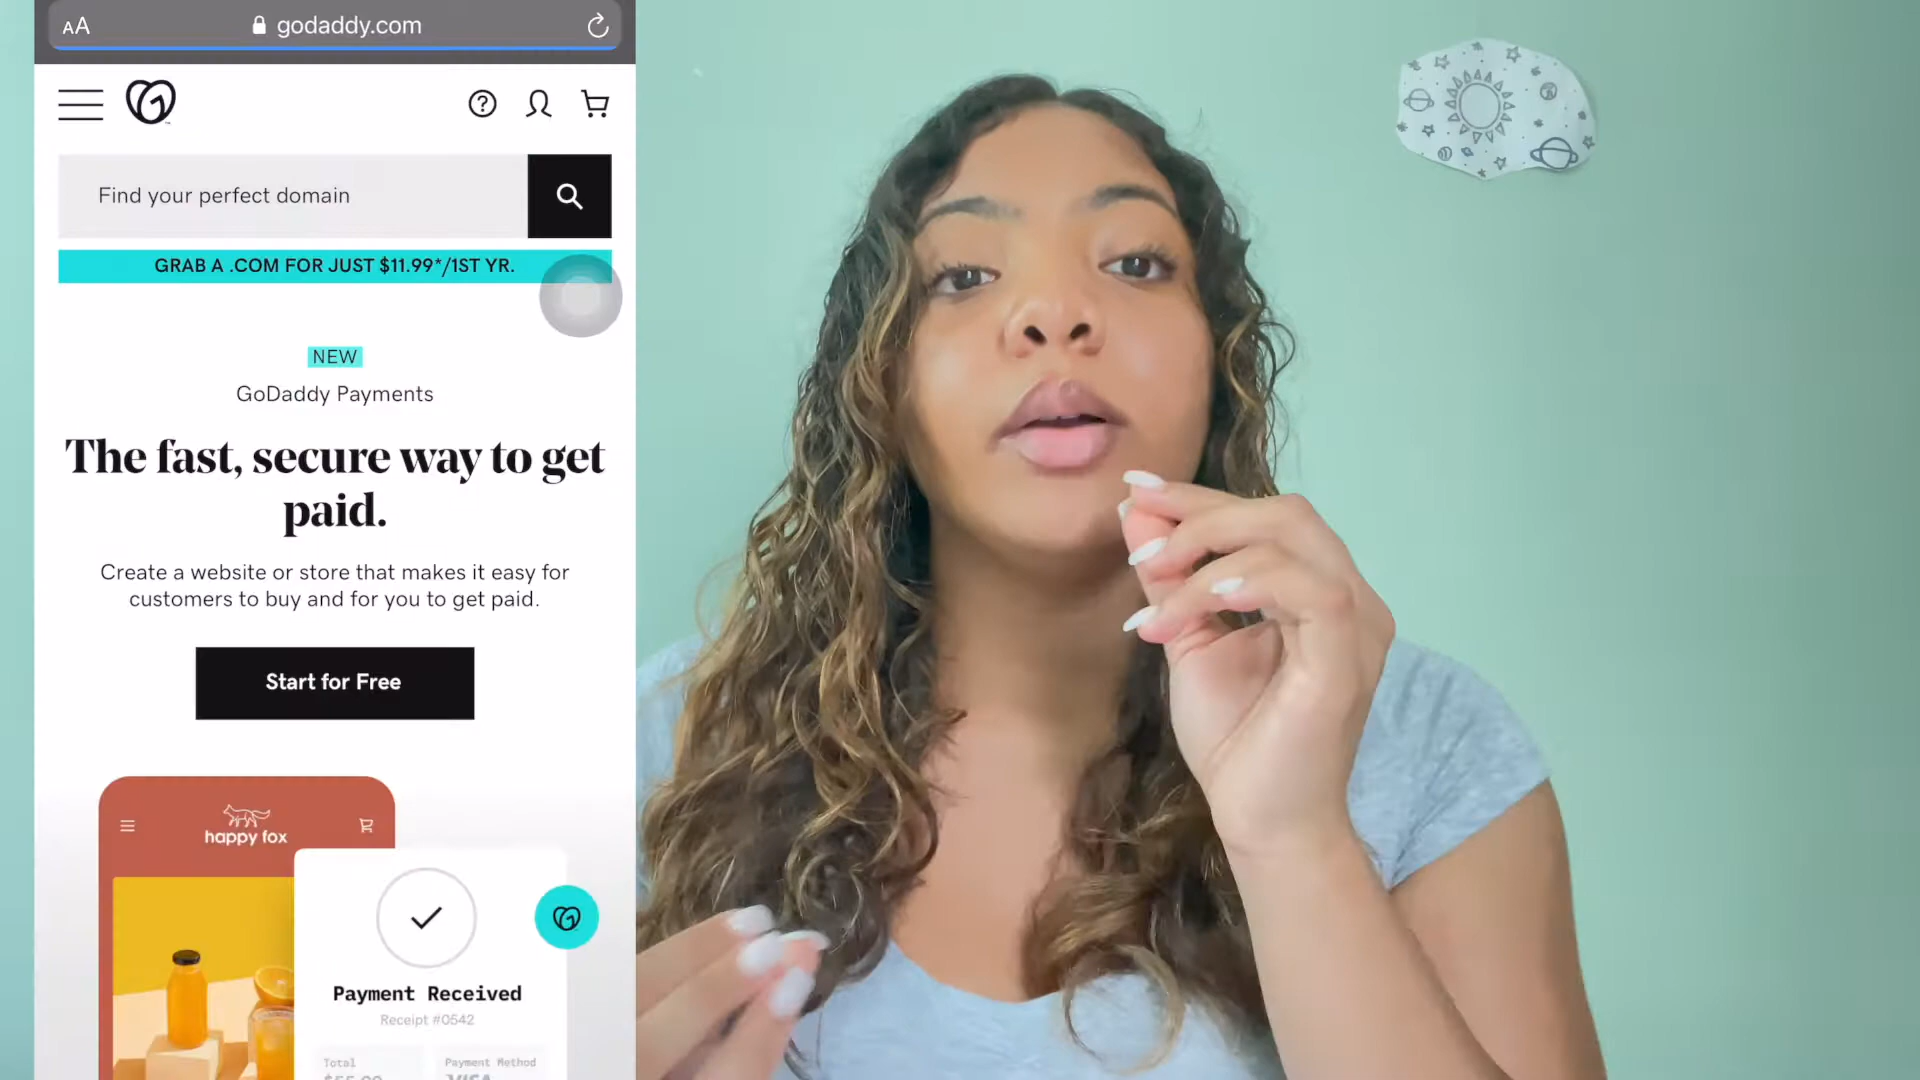 AA godaddy.com
Find your perfect domain
GRAB A .COM FOR JUST $11.99*/1ST YR.
NEW
GoDaddy Payments
The fast, secure way to get
paid.
Create a website or store that makes it easy for
customers to buy and for you to get paid.
Start for Free
happy fox
Payment Received
Receipt #0542
Total Payment Method
VISA